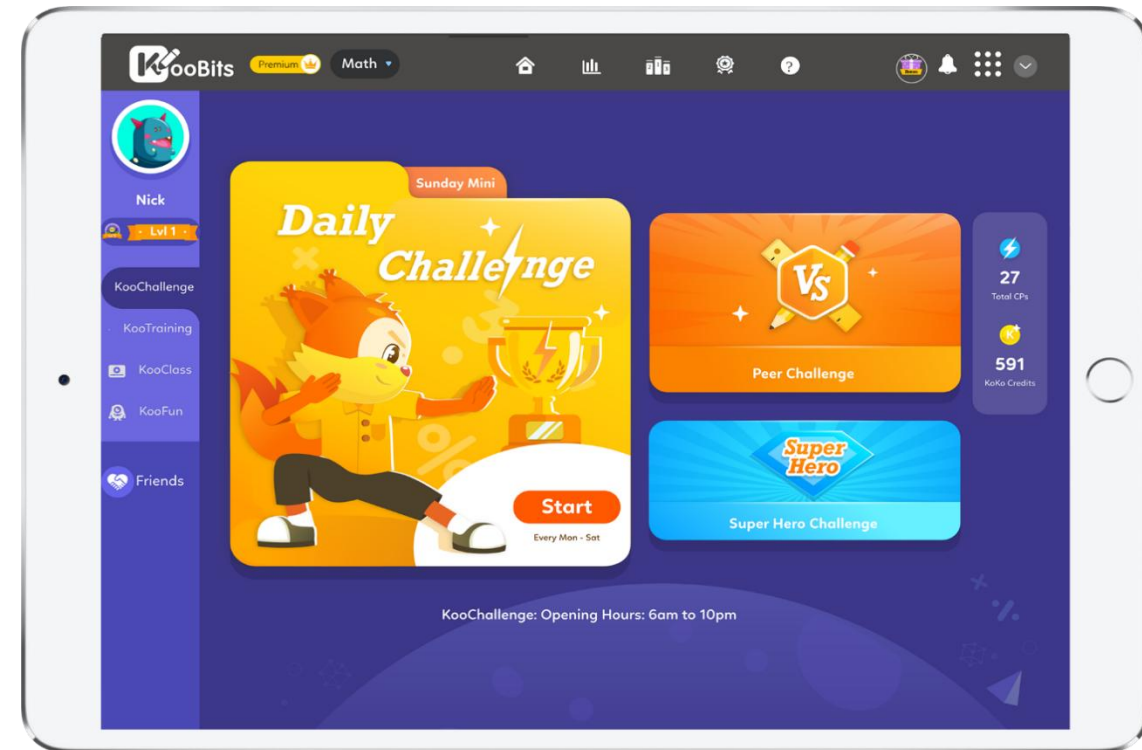 KooBits
Premium
Math
?
Nick
Lvl 1
KooChallenge
KooTraining
KooClass
KooFun
Friends
Sunday Mini
Daily
Challenge
Start
Every Mon - Sat
Vs
Peer Challenge
Super
Hero
Super Hero Challenge
27
Total CPs
K
591
KoKo Credits
KooChallenge: Opening Hours: 6am to 10pm